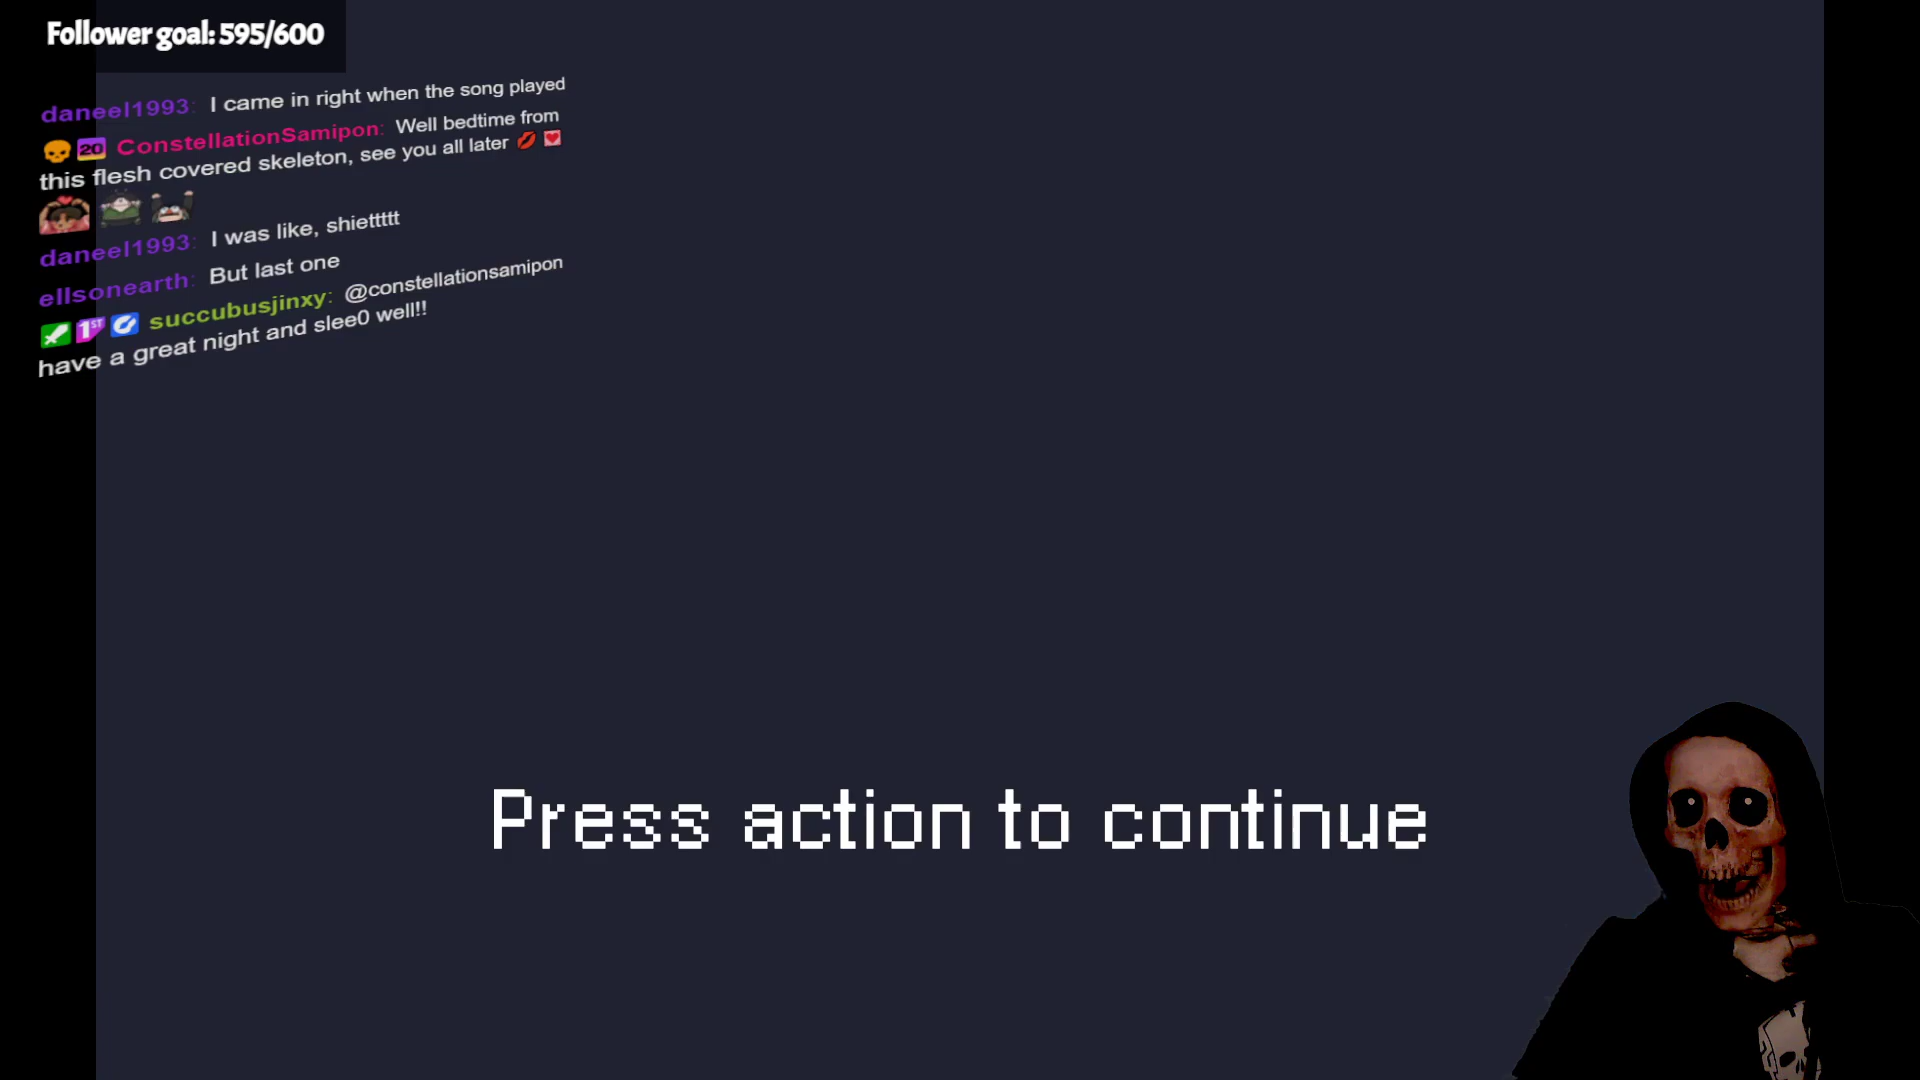 Follower goal: 595/600
daneel1993: I came in right when the song played
20 ConstellationSamipon: Well bedtime from
this flesh covered skeleton, see you all later
daneel1993: I was like, shiettttt
ellsonearth: But last one
1ST succubusjinxy: @constellationsamipon
have a great night and slee0 well!!
Press action to continue